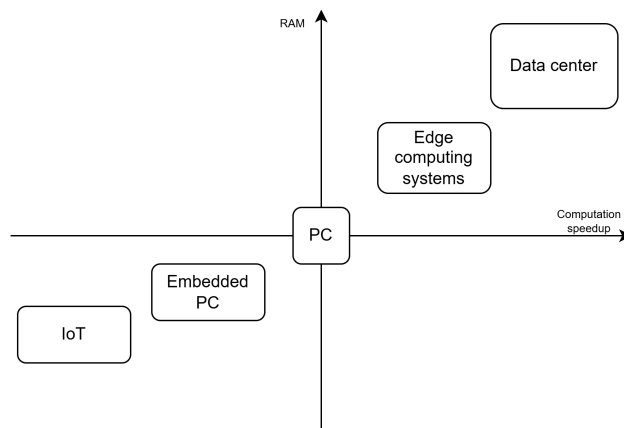 RAM
Data center
Edge
computing
systems
Computation
speedup
PC
Embedded
PC
IoT